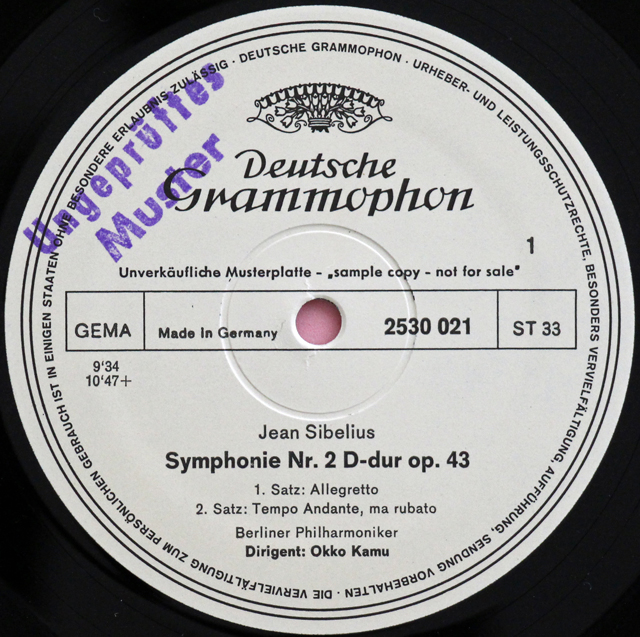 DEUTSCHE GRAMMOPHON · URHEBER- UND LEISTUNGSSCHUTZRECHTE, BESONDERS VERVIELFÄLTIGUNG, AUFFÜHRUNG, SENDUNG VORBEHALTEN · DIE VERVIELFÄLTIGUNG ZUM PERSÖNLICHEN GEBRAUCH IST IN EINIGEN STAATEN OHNE BESONDERE ERLAUBNIS ZULÄSSIG ·
Ungeprüftes
Muster
Deutsche
Grammophon
1
Unverkäufliche Musterplatte - „sample copy - not for sale"
GEMA
Made in Germany
2530 021
ST 33
9'34
10'47+
Jean Sibelius
Symphonie Nr. 2 D-dur op. 43
1. Satz: Allegretto
2. Satz: Tempo Andante, ma rubato
Berliner Philharmoniker
Dirigent: Okko Kamu